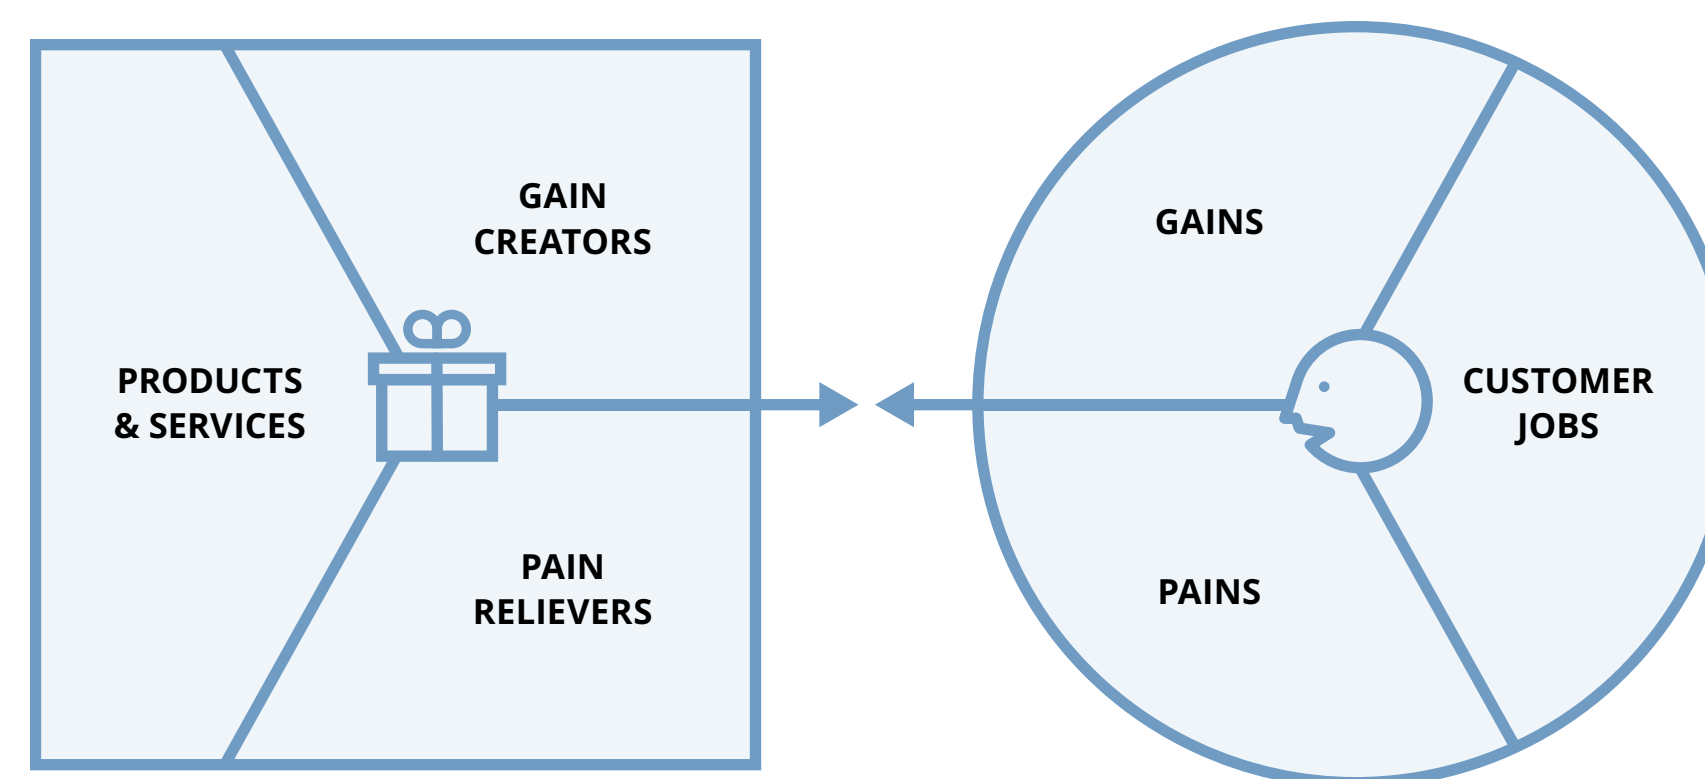 GAIN
CREATORS
PRODUCTS
& SERVICES
PAIN
RELIEVERS
GAINS
CUSTOMER
JOBS
PAINS